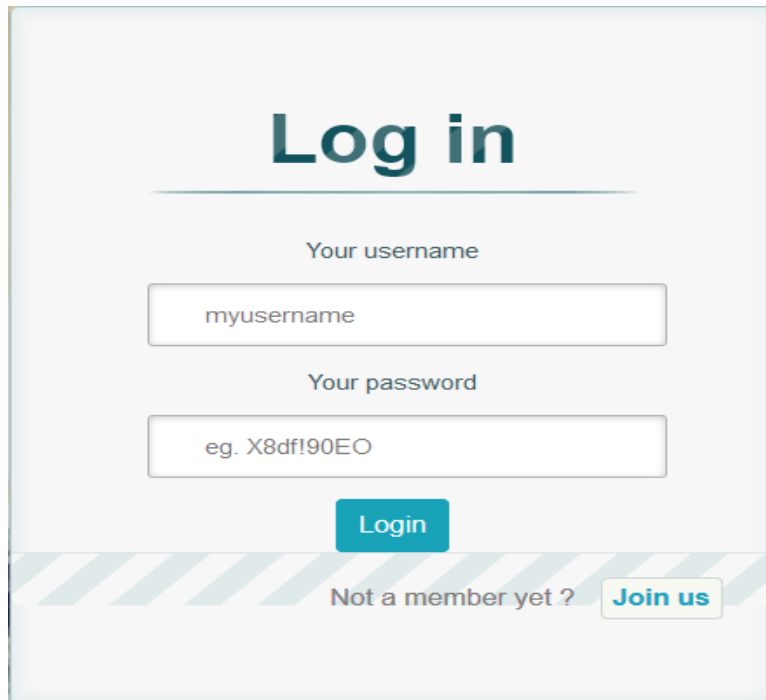 Log in
Your username
myusername
Your password
eg. X8df!90EO
Login
Not a member yet ? Join us